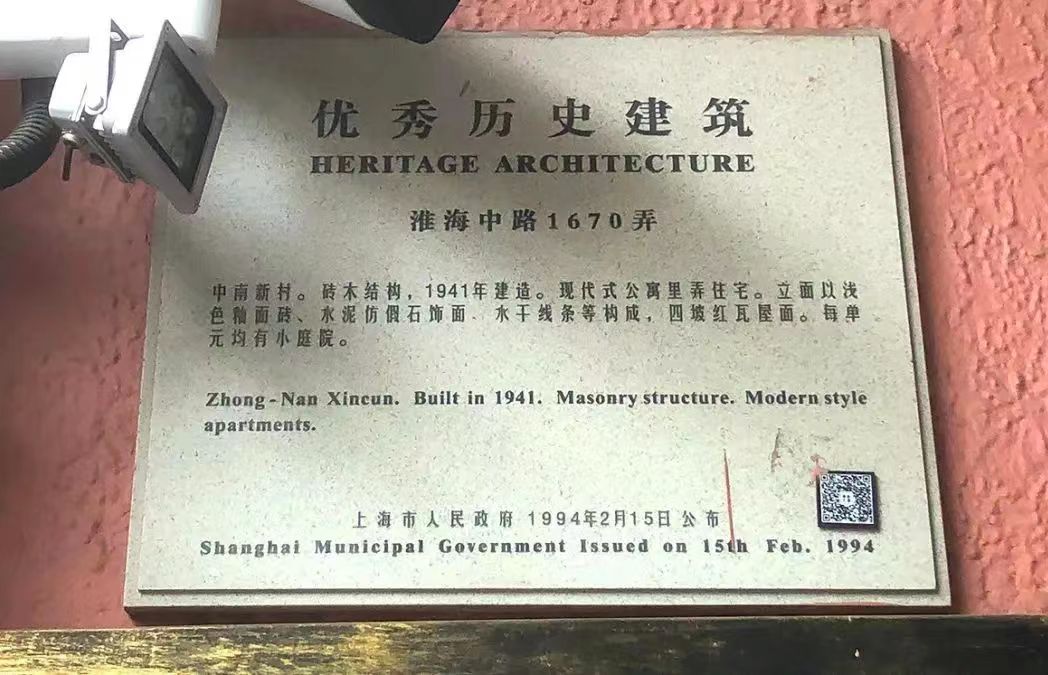 优秀历史建筑
HERITAGE ARCHITECTURE
淮海中路1670弄
中南新村。砖木结构，1941年建造。现代式公寓里弄住宅。立面以浅
色釉面砖、水泥仿假石饰面、水平线条等构成，四坡红瓦屋面。每单
元均有小庭院。
Zhong-Nan Xincun. Built in 1941. Masonry structure. Modern style
apartments.
上海市人民政府 1994年2月15日公布
Shanghai Municipal Government Issued on 15th Feb. 1994